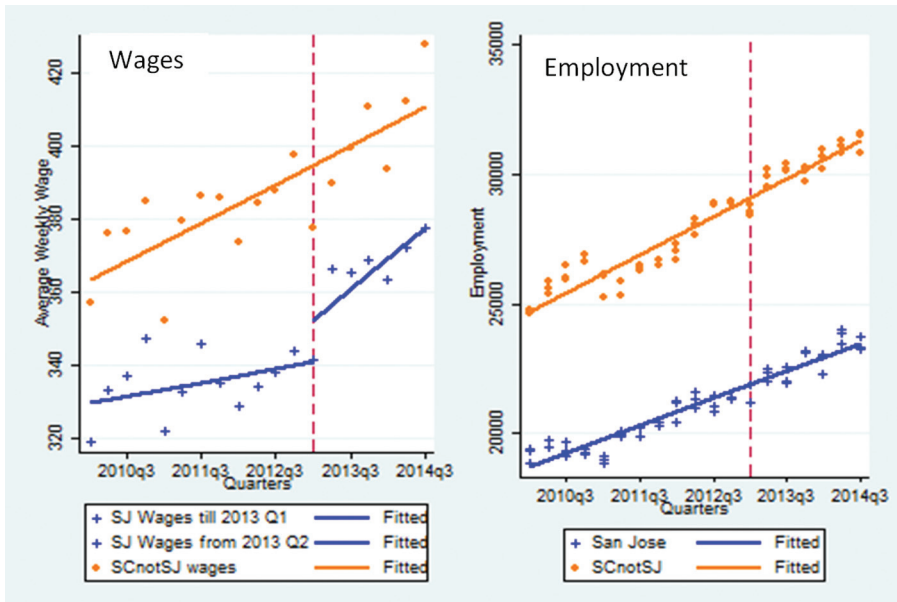 Wages
420
400
380
360
340
320
Average Weekly Wage
2010q3 2011q3 2012q3 2013q3 2014q3
Quarters
SJ Wages till 2013 Q1 Fitted
SJ Wages from 2013 Q2 Fitted
SCnotSJ wages Fitted
Employment
35000
30000
25000
20000
Employment
2010q3 2011q3 2012q3 2013q3 2014q3
Quarters
San Jose Fitted
SCnotSJ Fitted